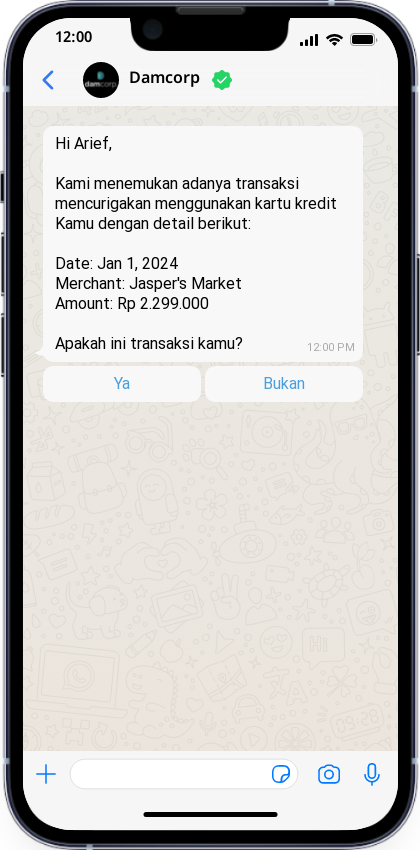 12:00
damcorp
Damcorp
Hi Arief,
Kami menemukan adanya transaksi
mencurigakan menggunakan kartu kredit
Kamu dengan detail berikut:
Date: Jan 1, 2024
Merchant: Jasper's Market
Amount: Rp 2.299.000
Apakah ini transaksi kamu?
12:00 PM
Ya
Bukan
09:28